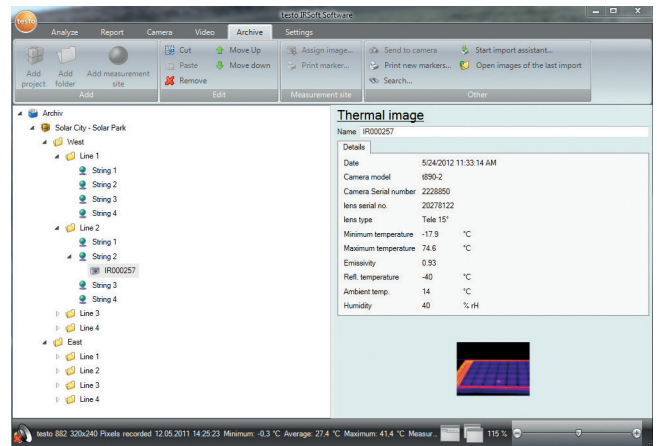 testo
testo IRSoft Software
Analyze Report Camera Video Archive Settings
Add project
Add folder
Add measurement site
Add
Cut
Paste
Remove
Move Up
Move down
Edit
Assign image...
Print marker...
Measurement site
Send to camera
Print new markers...
Search...
Start import assistant...
Open images of the last import
Other
Archiv
Solar City - Solar Park
West
Line 1
String 1
String 2
String 3
String 4
Line 2
String 1
String 2
IR000257
String 3
String 4
Line 3
Line 4
East
Line 1
Line 2
Line 3
Line 4
Thermal image
Name IR000257
Details
Date 5/24/2012 11:33:14 AM
Camera model t890-2
Camera Serial number 2228850
lens serial no. 20278122
lens type Tele 15°
Minimum temperature -17.9 °C
Maximum temperature 74.6 °C
Emissivity 0.93
Refl. temperature -40 °C
Ambient temp. 14 °C
Humidity 40 % rH
testo 882 320x240 Pixels recorded 12.05.2011 14:25:23 Minimum: -0,3 °C Average: 27,4 °C Maximum: 41,4 °C Measur... 115 %